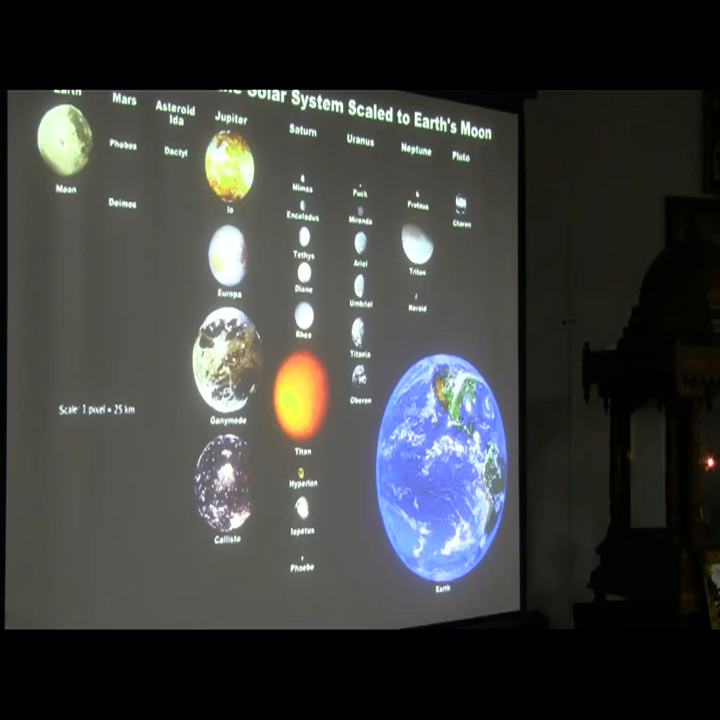 Solar System Scaled to Earth's Moon
Earth
Mars
Asteroid
Ida
Jupiter
Saturn
Uranus
Neptune
Pluto
Moon
Phobos
Deimos
Dactyl
Io
Europa
Ganymede
Callisto
Mimas
Enceladus
Tethys
Dione
Rhea
Titan
Hyperion
Iapetus
Phoebe
Puck
Miranda
Ariel
Umbriel
Titania
Oberon
Proteus
Triton
Nereid
Charon
Scale: 1 pixel = 25 km
Earth